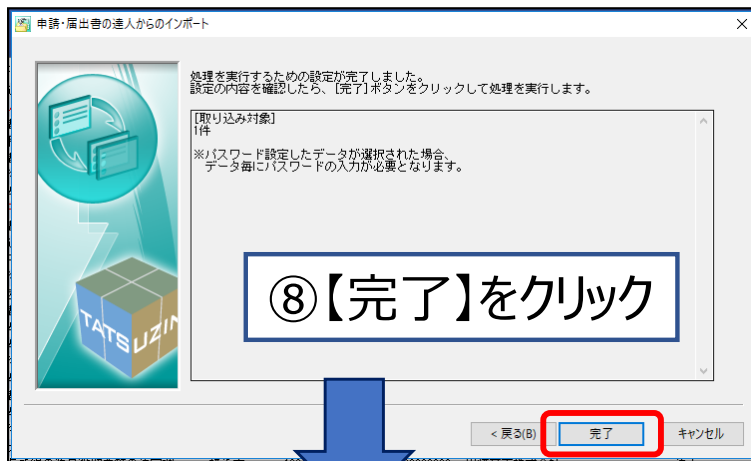 申請・届出書の達人からのインポート
処理を実行するための設定が完了しました。
設定の内容を確認したら、[完了]ボタンをクリックして処理を実行します。
[取り込み対象]
1件
※パスワード設定したデータが選択された場合、
データ毎にパスワードの入力が必要となります。
⑧【完了】をクリック
TATSUZIN
< 戻る(B)
完了
キャンセル